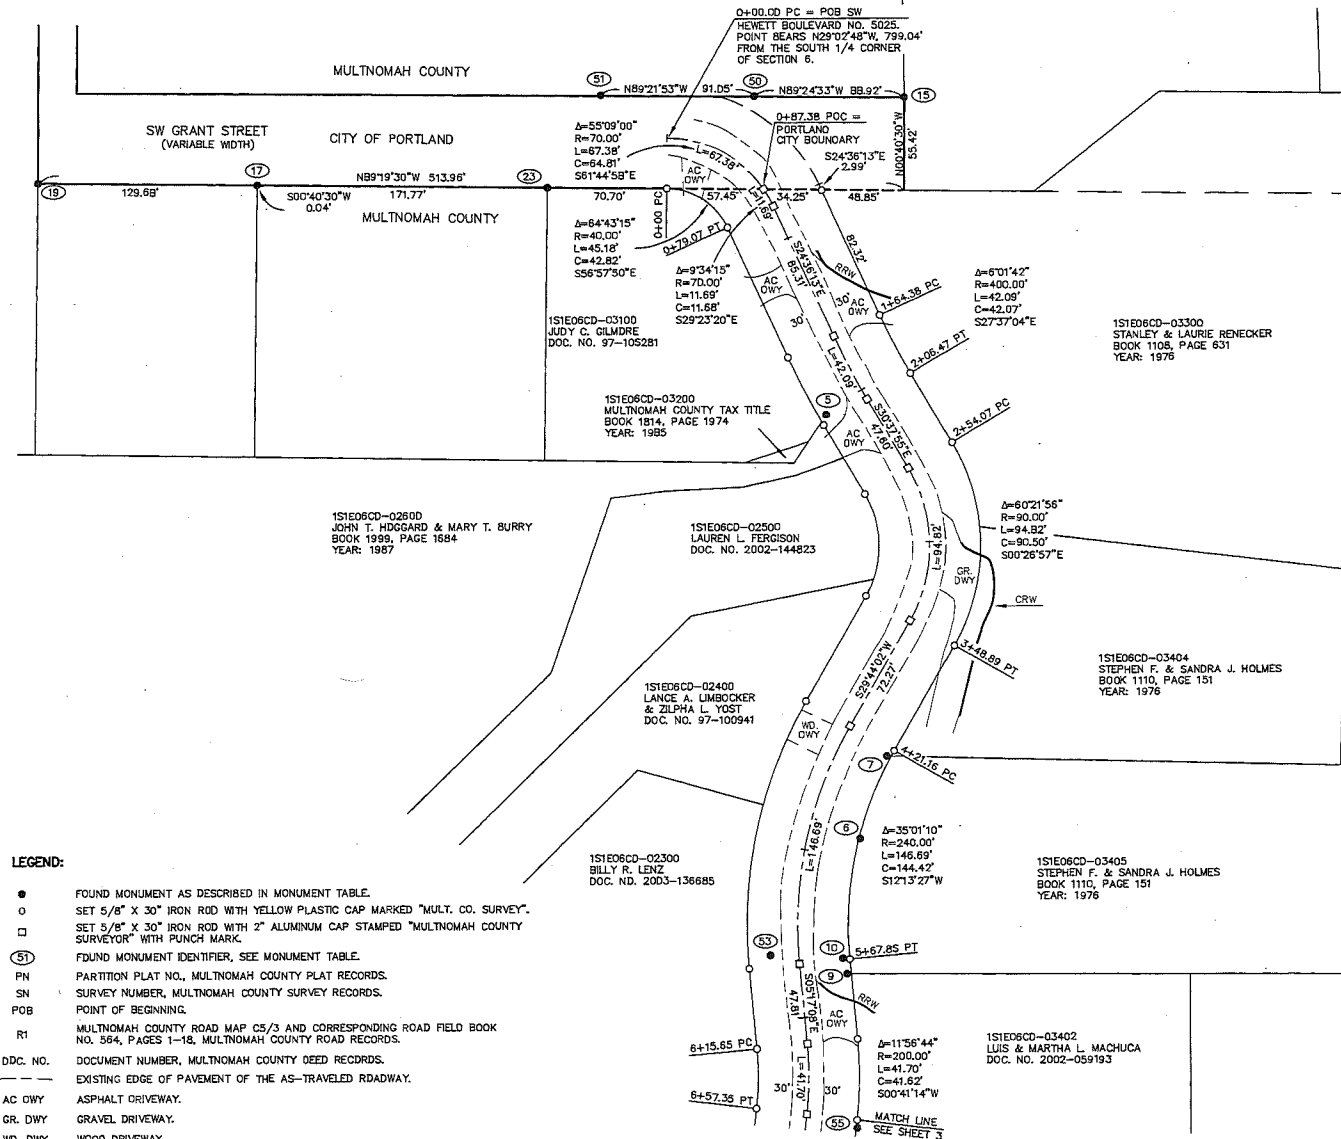 0+00.00 PC = POB SW
HEWETT BOULEVARD NO. 5025.
POINT BEARS N29°02'48"W, 799.04'
FROM THE SOUTH 1/4 CORNER
OF SECTION 6.
MULTNOMAH COUNTY
51
N89°21'53"W 91.05'
50
N89°24'33"W 88.92'
15
SW GRANT STREET
(VARIABLE WIDTH)
CITY OF PORTLAND
Δ=55°09'00"
R=70.00'
L=67.38'
C=64.81'
S61°44'58"E
L=67.38'
0+87.38 POC =
PORTLAND
CITY BOUNDARY
S24°36'13"E
2.99'
N00°40'30"W
55.42'
AC
DWY
19
129.68'
17
S00°40'30"W
0.04'
N89°19'30"W 513.96'
171.77'
23
MULTNOMAH COUNTY
70.70'
57.45'
34.25'
48.85'
0+00 PC
0+79.07 PT
L=11.69'
Δ=64°43'15"
R=40.00'
L=45.18'
C=42.82'
S56°57'50"E
Δ=9°34'15"
R=70.00'
L=11.69'
C=11.68'
S29°23'20"E
S24°36'13"E
85.31'
82.32'
RRW
AC
DWY
30'
30'
AC
DWY
1+64.38 PC
Δ=6°01'42"
R=400.00'
L=42.09'
C=42.07'
S27°37'04"E
1S1E06CD-03100
JUDY C. GILMORE
DOC. NO. 97-105281
1S1E06CD-03300
STANLEY & LAURIE RENECKER
BOOK 1108, PAGE 631
YEAR: 1976
L=42.09'
2+06.47 PT
1S1E06CD-03200
MULTNOMAH COUNTY TAX TITLE
BOOK 1814, PAGE 1974
YEAR: 1985
5
AC
DWY
S30°37'55"E
47.60'
2+54.07 PC
1S1E06CD-02600
JOHN T. HOGGARD & MARY T. BURRY
BOOK 1999, PAGE 1684
YEAR: 1987
1S1E06CD-02500
LAUREN L. FERGISON
DOC. NO. 2002-144823
L=94.82'
Δ=60°21'56"
R=90.00'
L=94.82'
C=90.50'
S00°26'57"E
GR.
DWY
CRW
3+48.89 PT
1S1E06CD-03404
STEPHEN F. & SANDRA J. HOLMES
BOOK 1110, PAGE 151
YEAR: 1976
S29°44'02"W
72.27'
1S1E06CD-02400
LANCE A. LIMBOCKER
& ZILPHA L. YOST
DOC. NO. 97-100941
WD.
DWY
7
4+21.16 PC
6
L=146.69'
Δ=35°01'10"
R=240.00'
L=146.69'
C=144.42'
S12°13'27"W
1S1E06CD-02300
BILLY R. LENZ
DOC. NO. 2003-136685
1S1E06CD-03405
STEPHEN F. & SANDRA J. HOLMES
BOOK 1110, PAGE 151
YEAR: 1976
53
10
5+67.85 PT
9
S05°17'08"E
47.81'
RRW
AC
DWY
6+15.65 PC
Δ=11°56'44"
R=200.00'
L=41.70'
C=41.62'
S00°41'14"W
1S1E06CD-03402
LUIS & MARTHA L. MACHUCA
DOC. NO. 2002-059193
L=41.70'
30'
30'
6+57.35 PT
55
MATCH LINE
SEE SHEET 3
LEGEND:
FOUND MONUMENT AS DESCRIBED IN MONUMENT TABLE.
SET 5/8" X 30" IRON ROD WITH YELLOW PLASTIC CAP MARKED "MULT. CO. SURVEY".
SET 5/8" X 30" IRON ROD WITH 2" ALUMINUM CAP STAMPED "MULTNOMAH COUNTY
SURVEYOR" WITH PUNCH MARK.
51 FOUND MONUMENT IDENTIFIER, SEE MONUMENT TABLE.
PN PARTITION PLAT NO., MULTNOMAH COUNTY PLAT RECORDS.
SN SURVEY NUMBER, MULTNOMAH COUNTY SURVEY RECORDS.
POB POINT OF BEGINNING.
R1 MULTNOMAH COUNTY ROAD MAP C5/3 AND CORRESPONDING ROAD FIELD BOOK
NO. 564, PAGES 1-18, MULTNOMAH COUNTY ROAD RECORDS.
DOC. NO. DOCUMENT NUMBER, MULTNOMAH COUNTY DEED RECORDS.
EXISTING EDGE OF PAVEMENT OF THE AS-TRAVELED ROADWAY.
AC DWY ASPHALT DRIVEWAY.
GR. DWY GRAVEL DRIVEWAY.
WD. DWY WOOD DRIVEWAY.